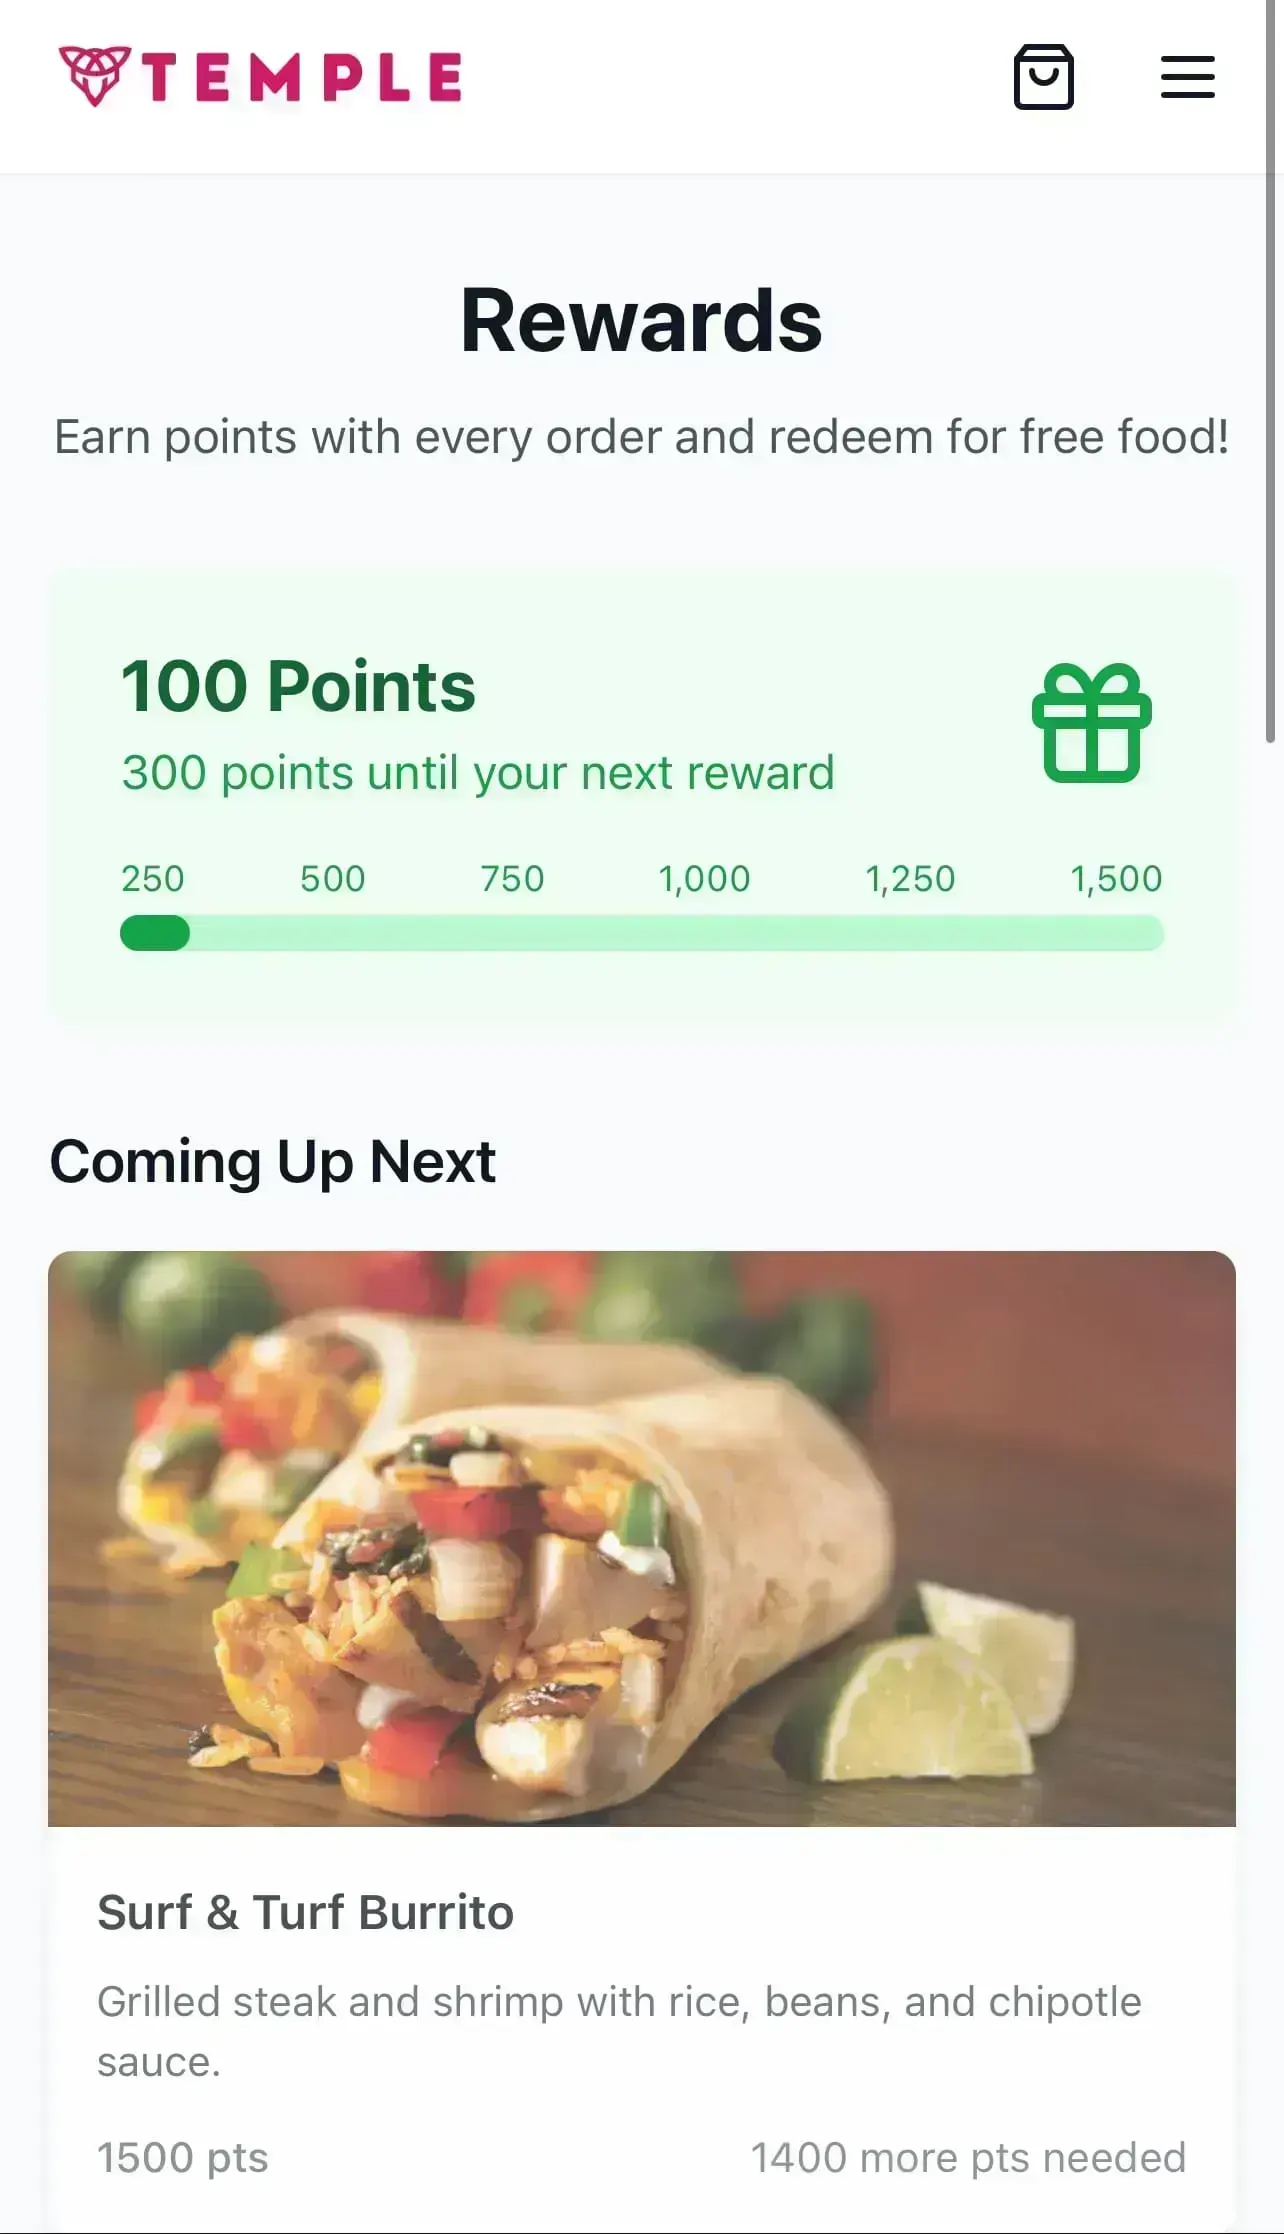 TEMPLE
Rewards
Earn points with every order and redeem for free food!
100 Points
300 points until your next reward
250 500 750 1,000 1,250 1,500
Coming Up Next
Surf & Turf Burrito
Grilled steak and shrimp with rice, beans, and chipotle
sauce.
1500 pts 1400 more pts needed